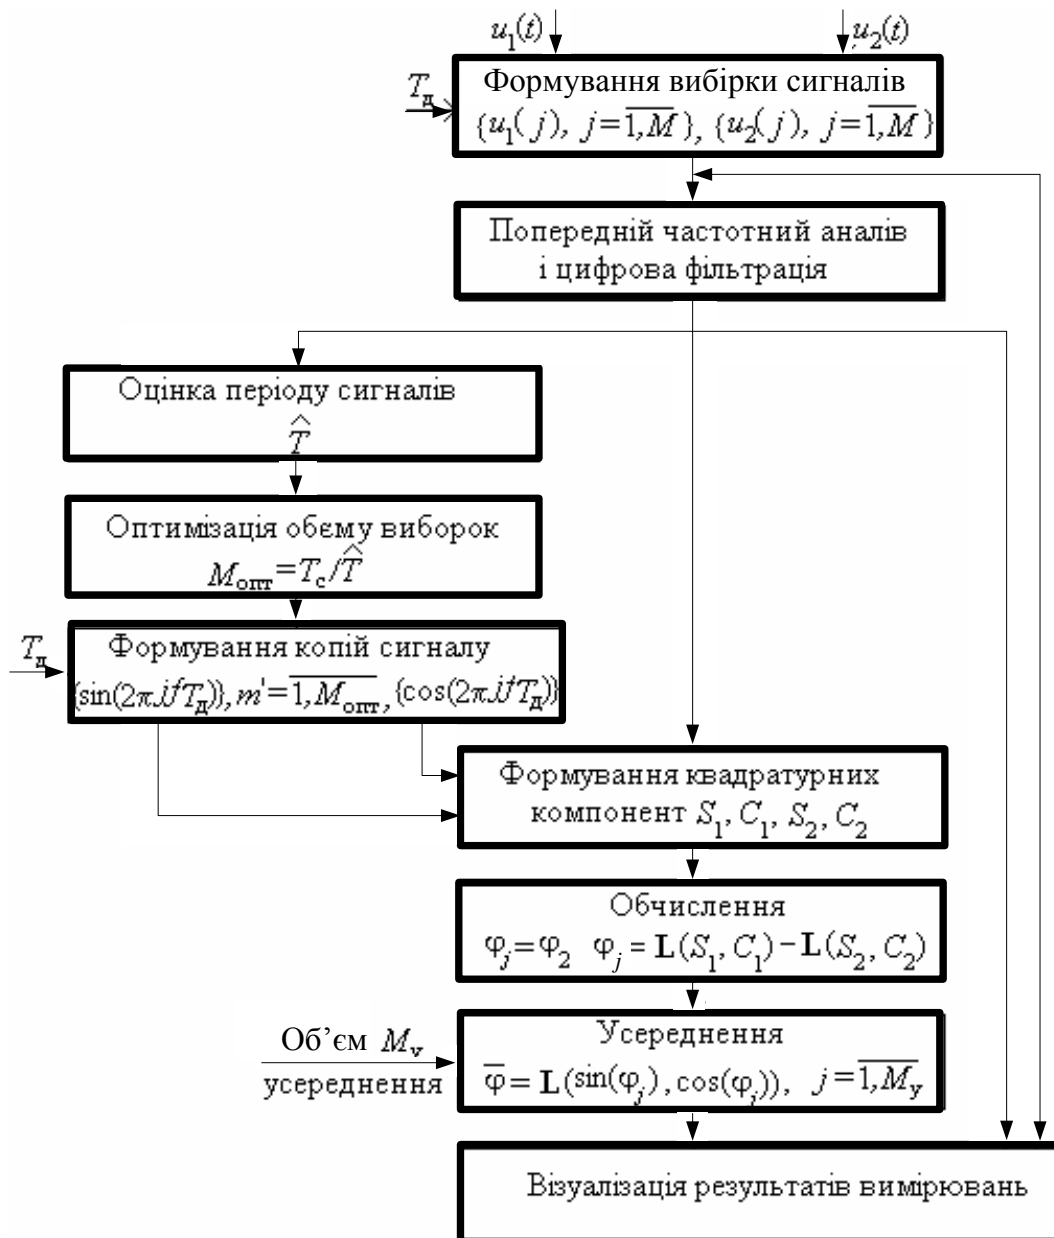 u₁(t) u₂(t)
T_д
Формування вибірки сигналів
{u₁(j), j=1,M̅}, {u₂(j), j=1,M̅}
Попередній частотний аналів
і цифрова фільтрація
Оцінка періоду сигналів
T̂
Оптимізація обєму виборок
M_опт=T_c/T̂
T_д
Формування копій сигналу
{sin(2πjfT_д)}, m'=1,M_опт, {cos(2πjfT_д)}
Формування квадратурних
компонент S₁, C₁, S₂, C₂
Обчислення
φ_j=φ₂ φ_j = L(S₁, C₁) − L(S₂, C₂)
Об’єм M_y
усереднення
Усереднення
φ̅ = L(sin(φ_j), cos(φ_j)), j=1,M_y
Візуалізація результатів вимірювань